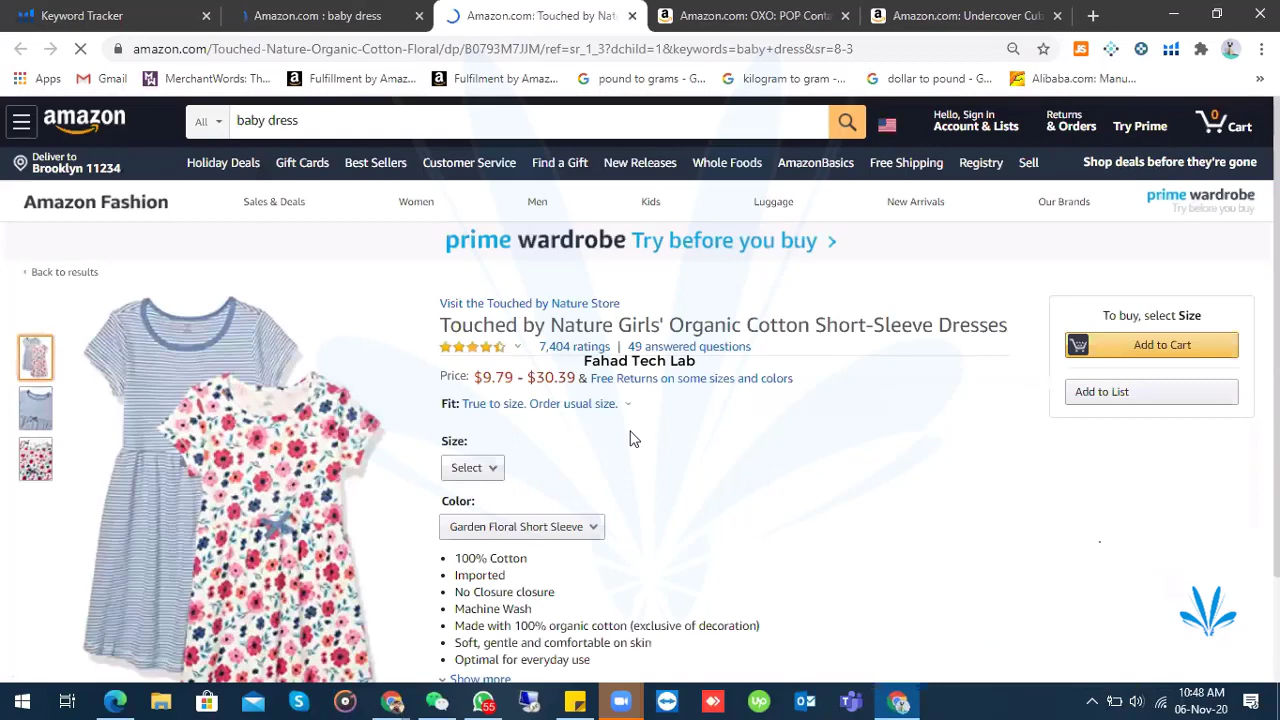 Keyword Tracker
Amazon.com : baby dress
Amazon.com: Touched by Nat
Amazon.com: OXO: POP Conta
Amazon.com: Undercover Cub
amazon.com/Touched-Nature-Organic-Cotton-Floral/dp/B0793M7JJM/ref=sr_1_3?dchild=1&keywords=baby+dress&sr=8-3
Apps
Gmail
MerchantWords: Th...
Fulfillment by Amaz...
Fulfilment by Amaz...
pound to grams - G...
kilogram to gram -...
dollar to pound - G...
Alibaba.com: Manu...
amazon
All
baby dress
Hello, Sign in
Account & Lists
Returns
& Orders
Try Prime
0
Cart
Deliver to
Brooklyn 11234
Holiday Deals
Gift Cards
Best Sellers
Customer Service
Find a Gift
New Releases
Whole Foods
AmazonBasics
Free Shipping
Registry
Sell
Shop deals before they're gone
Amazon Fashion
Sales & Deals
Women
Men
Kids
Luggage
New Arrivals
Our Brands
prime wardrobe
Try before you buy
prime wardrobe Try before you buy >
‹ Back to results
Visit the Touched by Nature Store
Touched by Nature Girls' Organic Cotton Short-Sleeve Dresses
7,404 ratings | 49 answered questions
Fahad Tech Lab
Price: $9.79 - $30.39 & Free Returns on some sizes and colors
Fit: True to size. Order usual size.
Size:
Select
Color:
Garden Floral Short Sleeve
• 100% Cotton
• Imported
• No Closure closure
• Machine Wash
• Made with 100% organic cotton (exclusive of decoration)
• Soft, gentle and comfortable on skin
• Optimal for everyday use
Show more
To buy, select Size
Add to Cart
Add to List
55
Up
10:48 AM
06-Nov-20